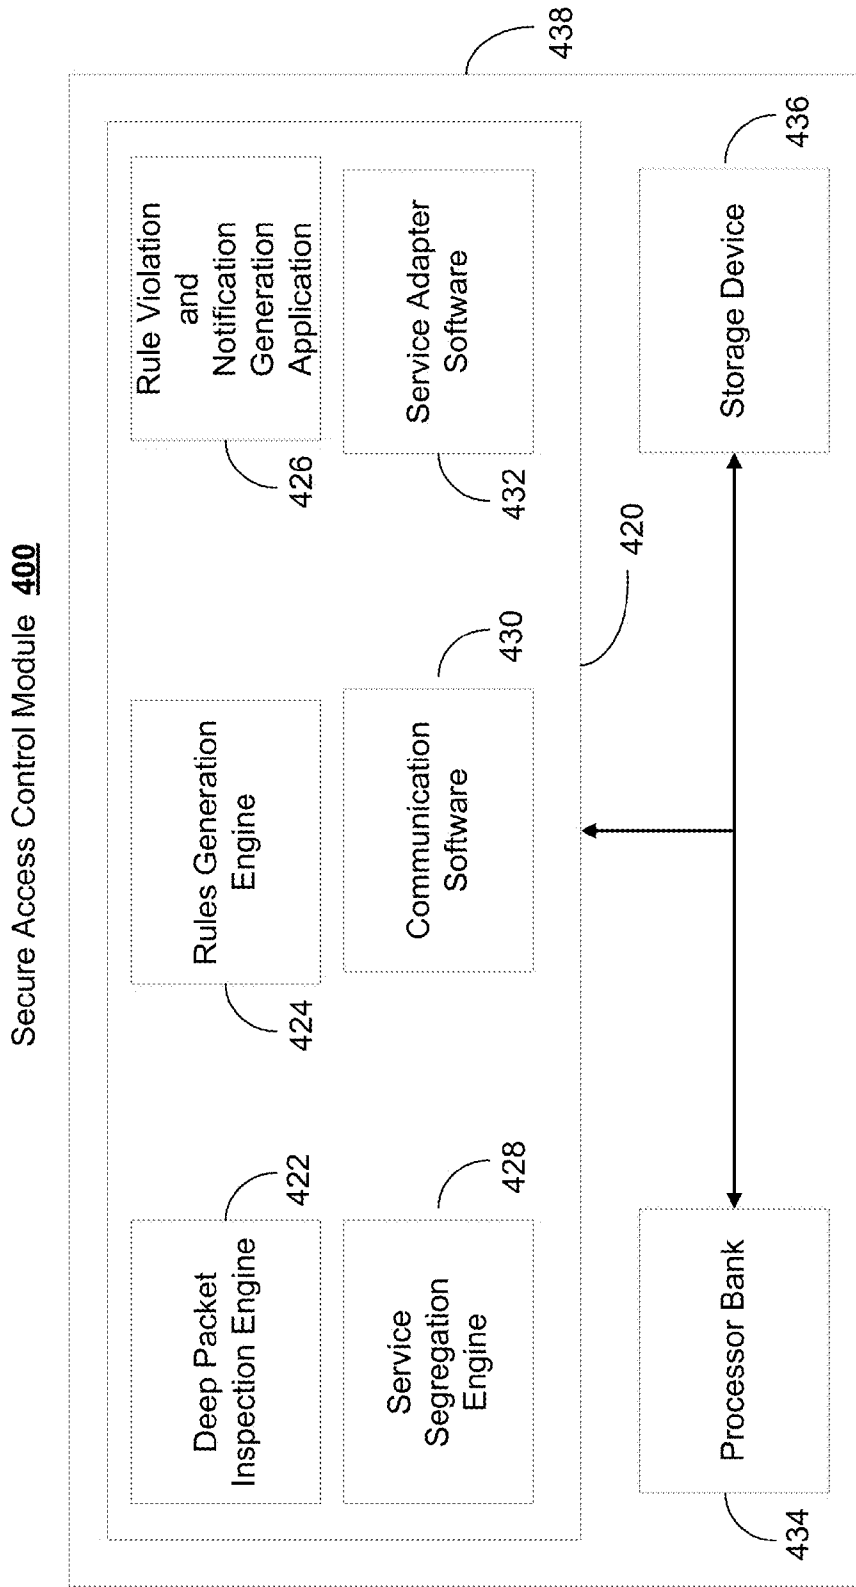 Secure Access Control Module 400
438
Deep Packet
Inspection Engine
422
Rules Generation
Engine
424
Rule Violation
and
Notification
Generation
Application
426
Service
Segregation
Engine
428
Communication
Software
430
Service Adapter
Software
432
420
Processor Bank
434
Storage Device
436